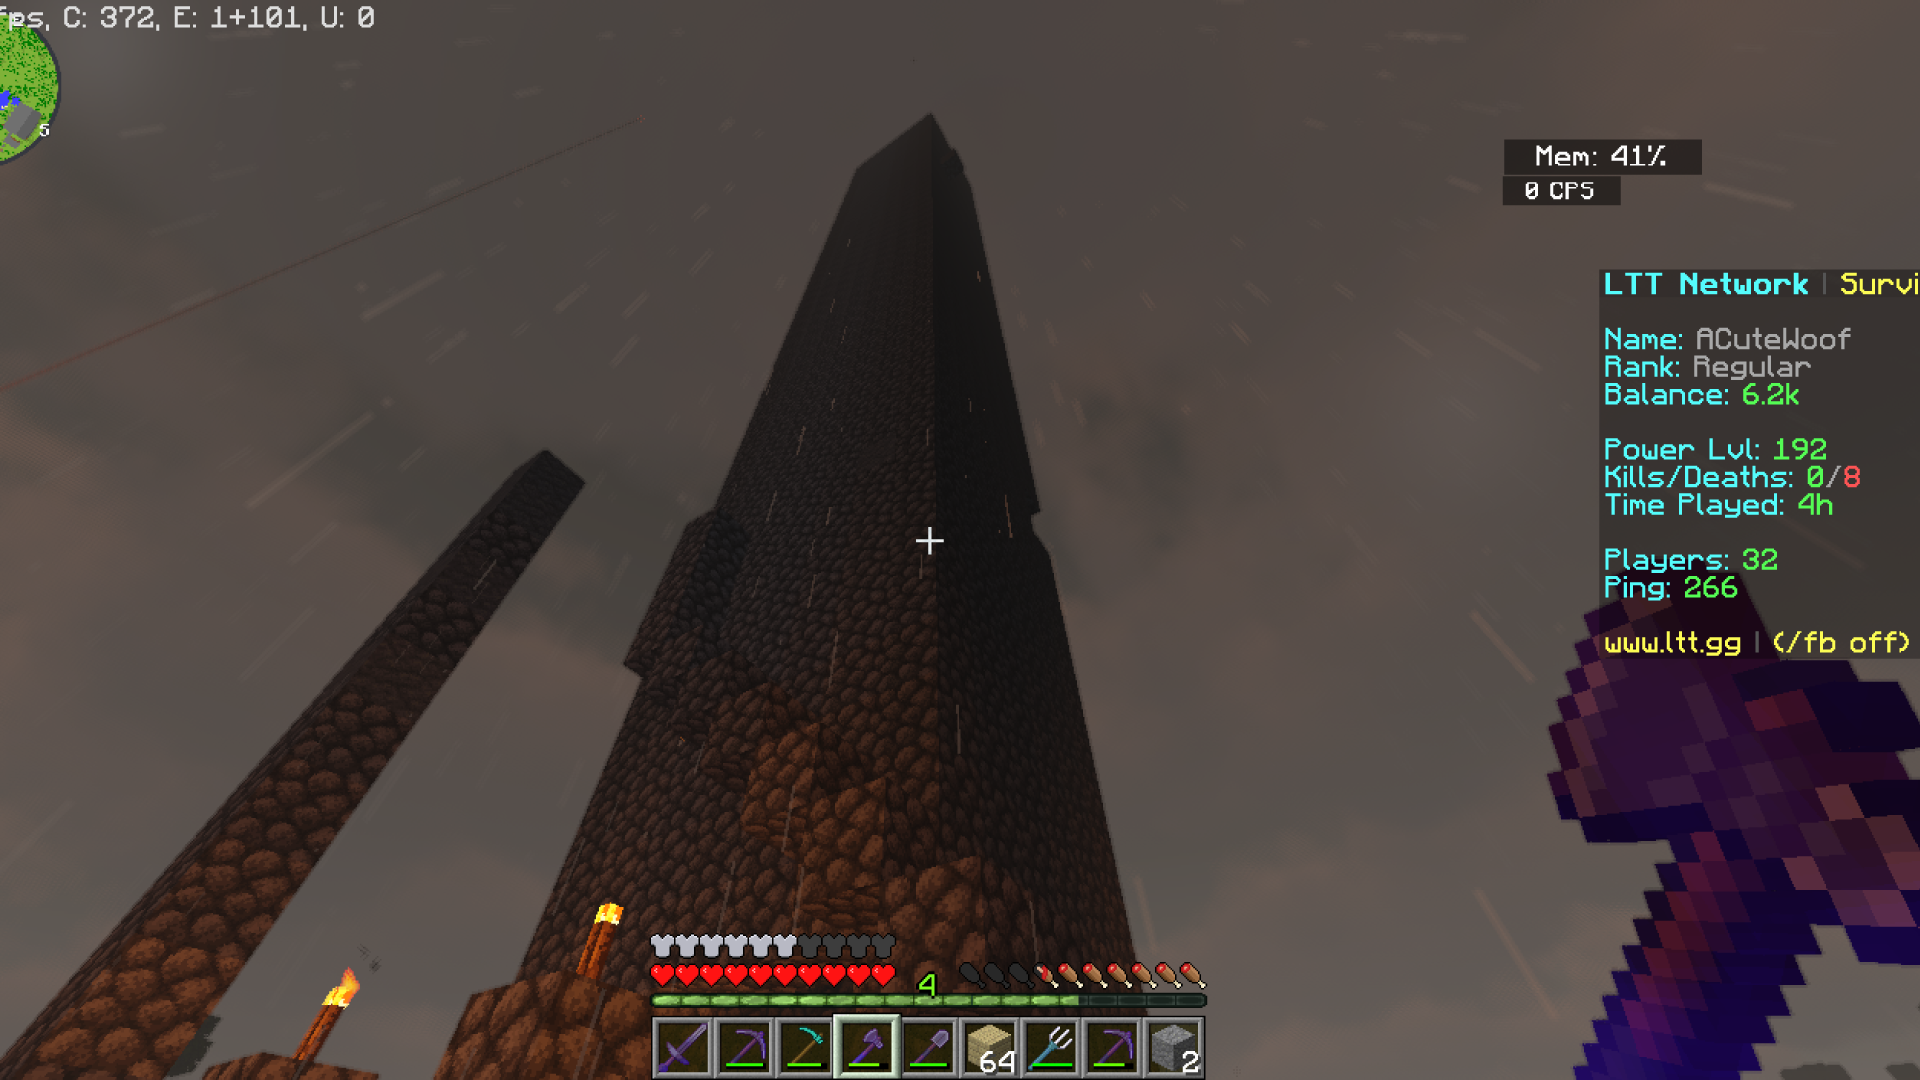 fps, C: 372, E: 1+101, U: 0
5
Mem: 41%
0 CPS
LTT Network | Survi
Name: ACuteWoof
Rank: Regular
Balance: 6.2k
Power Lvl: 192
Kills/Deaths: 0/8
Time Played: 4h
Players: 32
Ping: 266
www.ltt.gg | (/fb off)
4
64
2